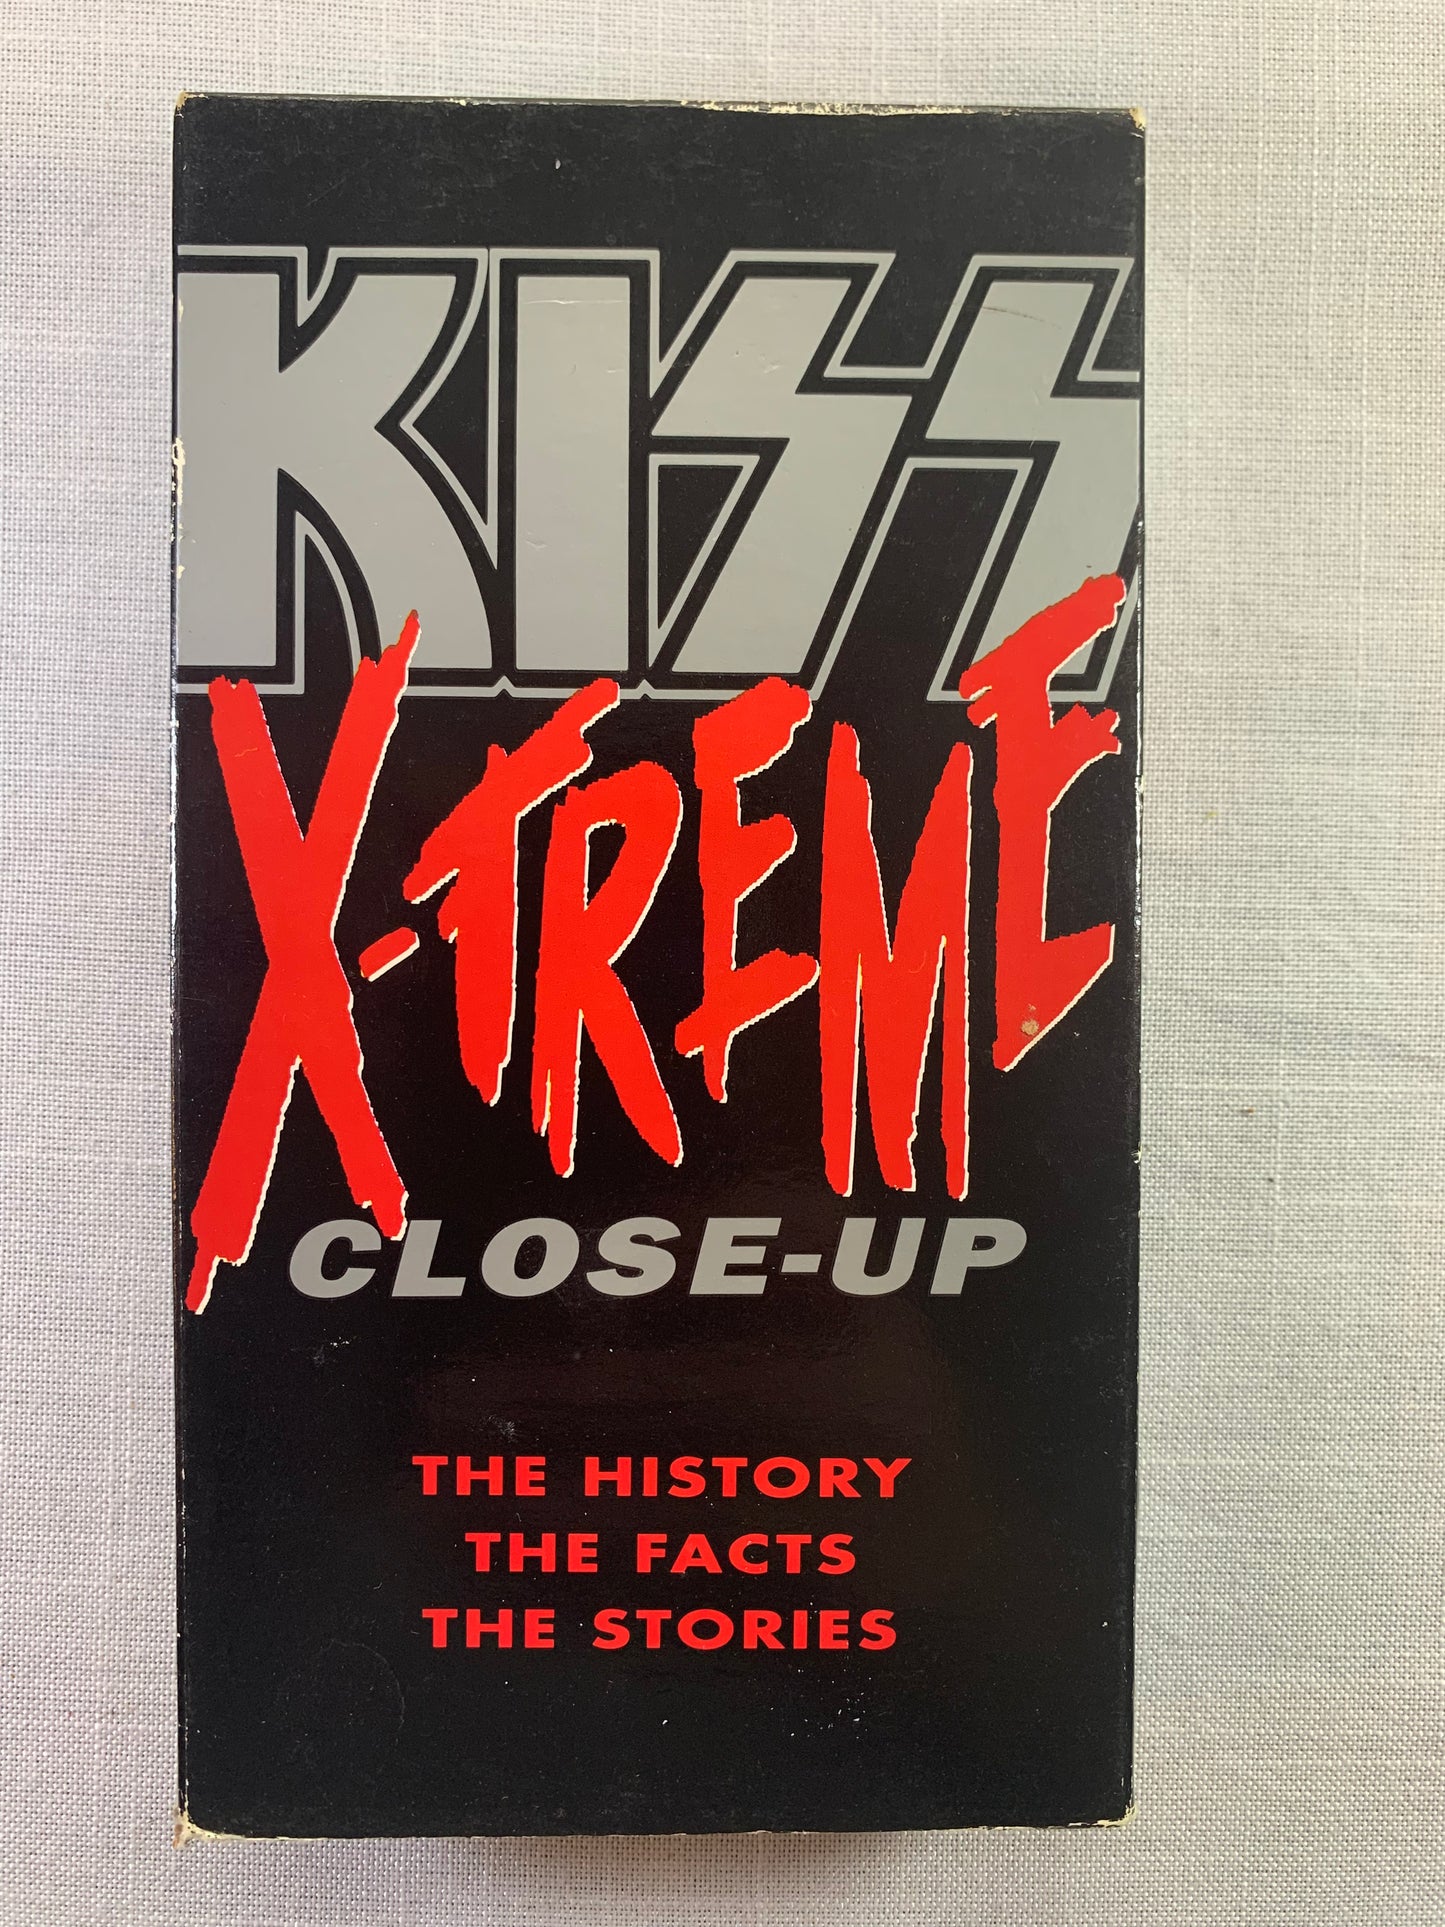 KISS
X-TREME
CLOSE-UP
THE HISTORY
THE FACTS
THE STORIES